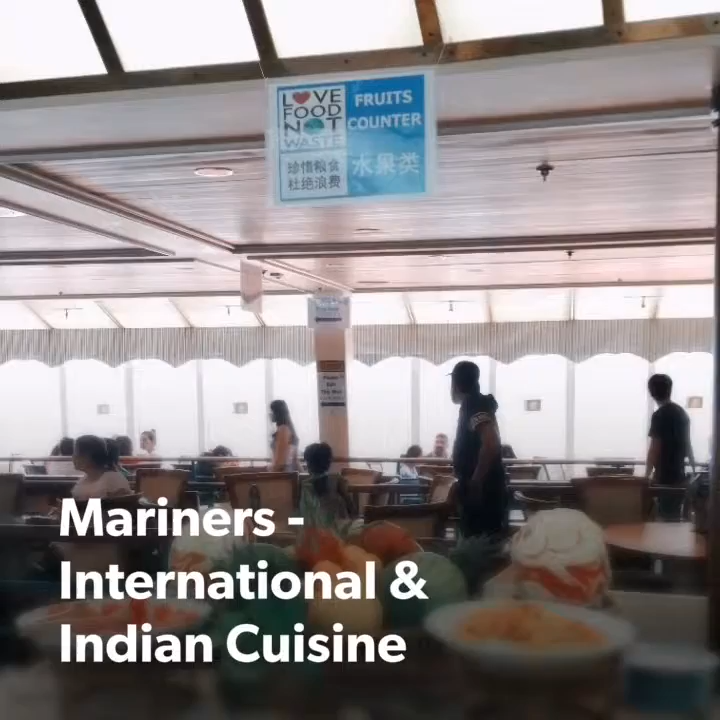 LOVE
FOOD
NOT
WASTE
珍惜粮食
杜绝浪费
FRUITS
COUNTER
水果类
Mariners -
International &
Indian Cuisine